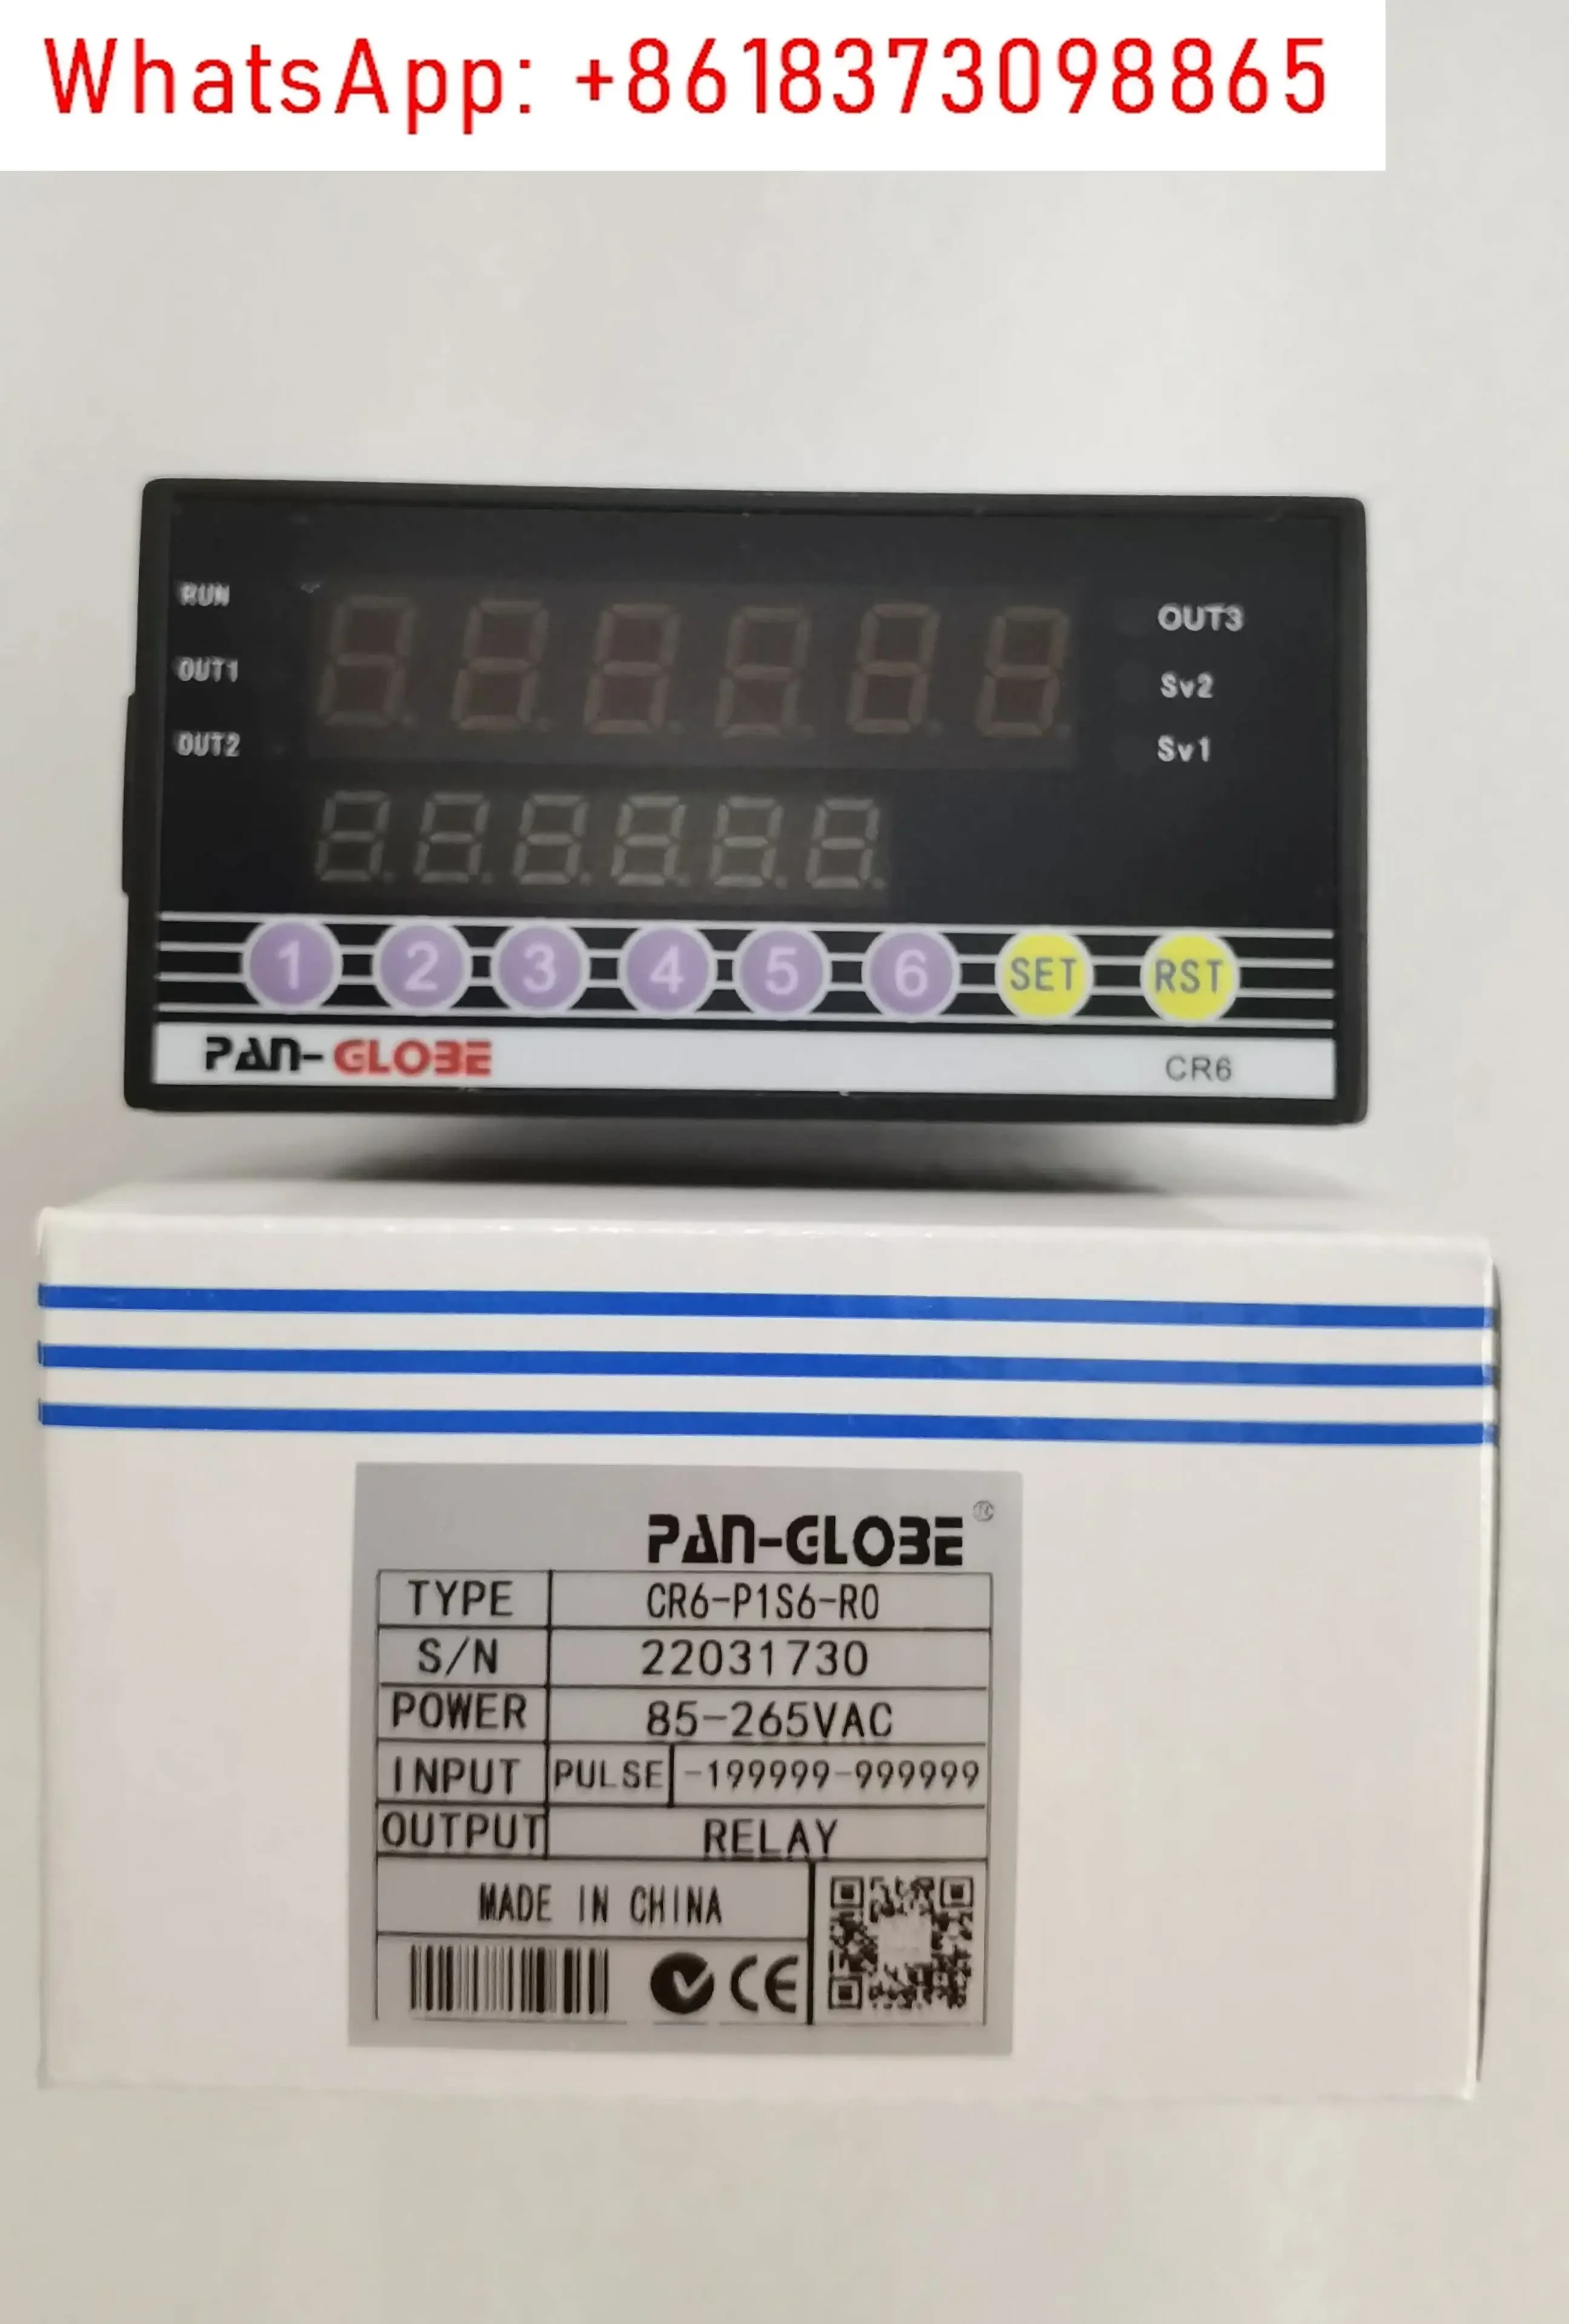 WhatsApp: +8618373098865
RUN
OUT1
OUT2
OUT3
Sv2
Sv1
1 2 3 4 5 6 SET RST
PAN-GLOBE CR6
PAN-GLOBE
TYPE CR6-P1S6-R0
S/N 22031730
POWER 85-265VAC
INPUT PULSE -199999-999999
OUTPUT RELAY
MADE IN CHINA
CE